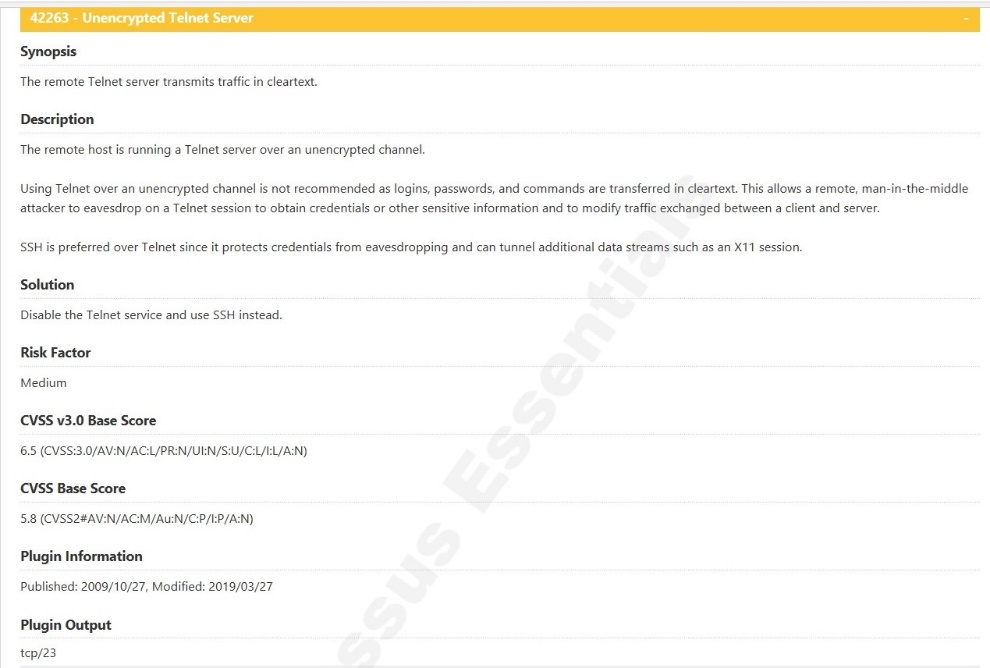 42263 - Unencrypted Telnet Server
-
Synopsis
The remote Telnet server transmits traffic in cleartext.
Description
The remote host is running a Telnet server over an unencrypted channel.
Using Telnet over an unencrypted channel is not recommended as logins, passwords, and commands are transferred in cleartext. This allows a remote, man-in-the-middle
attacker to eavesdrop on a Telnet session to obtain credentials or other sensitive information and to modify traffic exchanged between a client and server.
SSH is preferred over Telnet since it protects credentials from eavesdropping and can tunnel additional data streams such as an X11 session.
Solution
Disable the Telnet service and use SSH instead.
Risk Factor
Medium
CVSS v3.0 Base Score
6.5 (CVSS:3.0/AV:N/AC:L/PR:N/UI:N/S:U/C:L/I:L/A:N)
CVSS Base Score
5.8 (CVSS2#AV:N/AC:M/Au:N/C:P/I:P/A:N)
Plugin Information
Published: 2009/10/27, Modified: 2019/03/27
Plugin Output
tcp/23
ssus Essentials